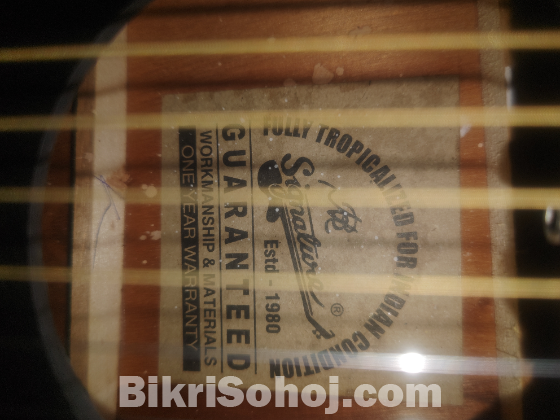 FULLY TROPICALISED FOR INDIAN CONDITION
Signature
®
Estd - 1980
GUARANTEED
WORKMANSHIP & MATERIALS
ONE YEAR WARRANTY
BikriSohoj.com